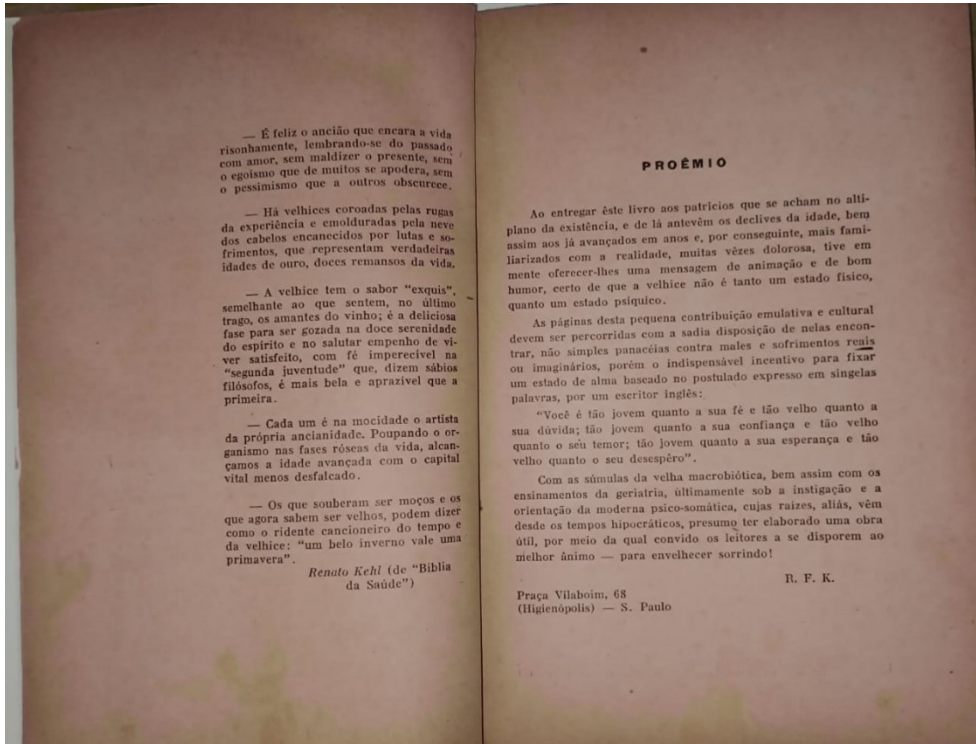 — É feliz o ancião que encara a vida
risonhamente, lembrando-se do passado
com amor, sem maldizer o presente, sem
o egoísmo que de muitos se apodera, sem
o pessimismo que a outros obscurece.
— Há velhices coroadas pelas rugas
da experiência e emolduradas pela neve
dos cabelos encanecidos por lutas e so-
frimentos, que representam verdadeiras
idades de ouro, doces remansos da vida.
— A velhice tem o sabor "exquis",
semelhante ao que sentem, no último
trago, os amantes do vinho; é a deliciosa
fase para ser gozada na doce serenidade
do espírito e no salutar empenho de vi-
ver satisfeito, com fé imperecível na
"segunda juventude" que, dizem sábios
filósofos, é mais bela e aprazível que a
primeira.
— Cada um é na mocidade o artista
da própria ancianidade. Poupando o or-
ganismo nas fases róseas da vida, alcan-
çamos a idade avançada com o capital
vital menos desfalcado.
— Os que souberam ser moços e os
que agora sabem ser velhos, podem dizer
como o ridente cancioneiro do tempo e
da velhice: "um belo inverno vale uma
primavera".
Renato Kehl (de "Bíblia
da Saúde")
PROÊMIO
Ao entregar êste livro aos patrícios que se acham no alti-
plano da existência, e de lá antevêm os declives da idade, bem
assim aos já avançados em anos e, por conseguinte, mais fami-
liarizados com a realidade, muitas vêzes dolorosa, tive em
mente oferecer-lhes uma mensagem de animação e de bom
humor, certo de que a velhice não é tanto um estado físico,
quanto um estado psíquico.
As páginas desta pequena contribuição emulativa e cultural
devem ser percorridas com a sadia disposição de nelas encon-
trar, não simples panacéias contra males e sofrimentos reais
ou imaginários, porém o indispensável incentivo para fixar
um estado de alma baseado no postulado expresso em singelas
palavras, por um escritor inglês:
"Você é tão jovem quanto a sua fé e tão velho quanto a
sua dúvida; tão jovem quanto a sua confiança e tão velho
quanto o seu temor; tão jovem quanto a sua esperança e tão
velho quanto o seu desespêro".
Com as súmulas da velha macrobiótica, bem assim com os
ensinamentos da geriatria, últimamente sob a instigação e a
orientação da moderna psico-somática, cujas raízes, aliás, vêm
desde os tempos hipocráticos, presumo ter elaborado uma obra
útil, por meio da qual convido os leitores a se disporem ao
melhor ânimo — para envelhecer sorrindo!
R. F. K.
Praça Vilaboim, 68
(Higienópolis) — S. Paulo